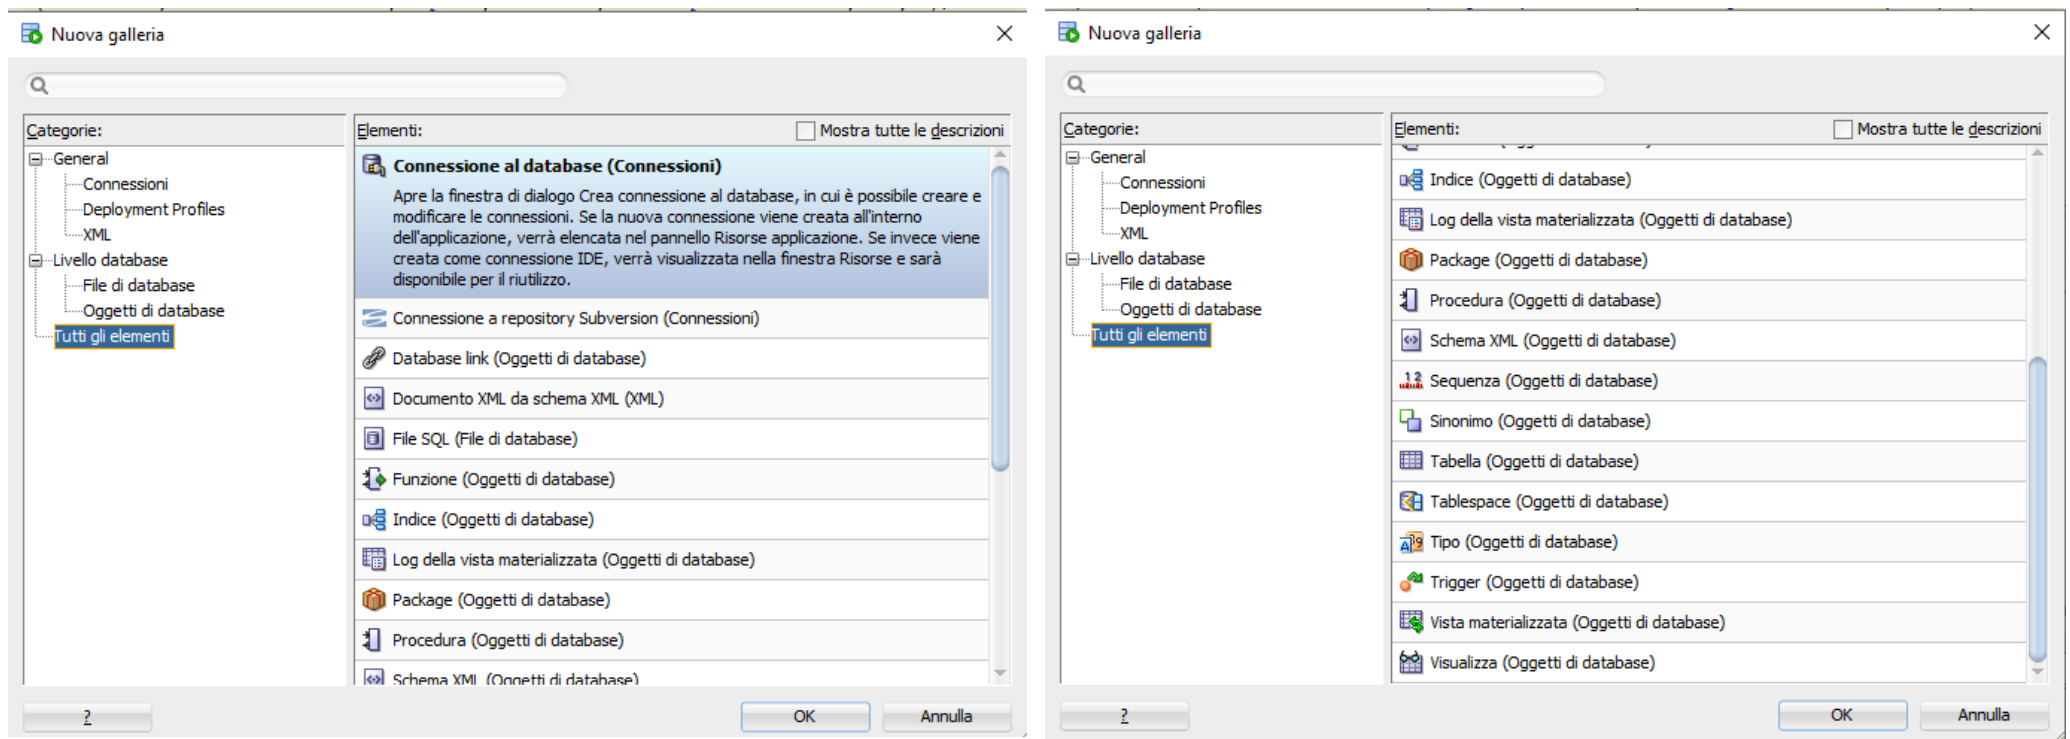 Nuova galleria
Categorie:
General
Connessioni
Deployment Profiles
XML
Livello database
File di database
Oggetti di database
Tutti gli elementi
Elementi:
Mostra tutte le descrizioni
Connessione al database (Connessioni)
Apre la finestra di dialogo Crea connessione al database, in cui è possibile creare e
modificare le connessioni. Se la nuova connessione viene creata all'interno
dell'applicazione, verrà elencata nel pannello Risorse applicazione. Se invece viene
creata come connessione IDE, verrà visualizzata nella finestra Risorse e sarà
disponibile per il riutilizzo.
Connessione a repository Subversion (Connessioni)
Database link (Oggetti di database)
Documento XML da schema XML (XML)
File SQL (File di database)
Funzione (Oggetti di database)
Indice (Oggetti di database)
Log della vista materializzata (Oggetti di database)
Package (Oggetti di database)
Procedura (Oggetti di database)
Schema XML (Oggetti di database)
?
OK
Annulla
Nuova galleria
Categorie:
General
Connessioni
Deployment Profiles
XML
Livello database
File di database
Oggetti di database
Tutti gli elementi
Elementi:
Mostra tutte le descrizioni
Indice (Oggetti di database)
Log della vista materializzata (Oggetti di database)
Package (Oggetti di database)
Procedura (Oggetti di database)
Schema XML (Oggetti di database)
Sequenza (Oggetti di database)
Sinonimo (Oggetti di database)
Tabella (Oggetti di database)
Tablespace (Oggetti di database)
Tipo (Oggetti di database)
Trigger (Oggetti di database)
Vista materializzata (Oggetti di database)
Visualizza (Oggetti di database)
?
OK
Annulla